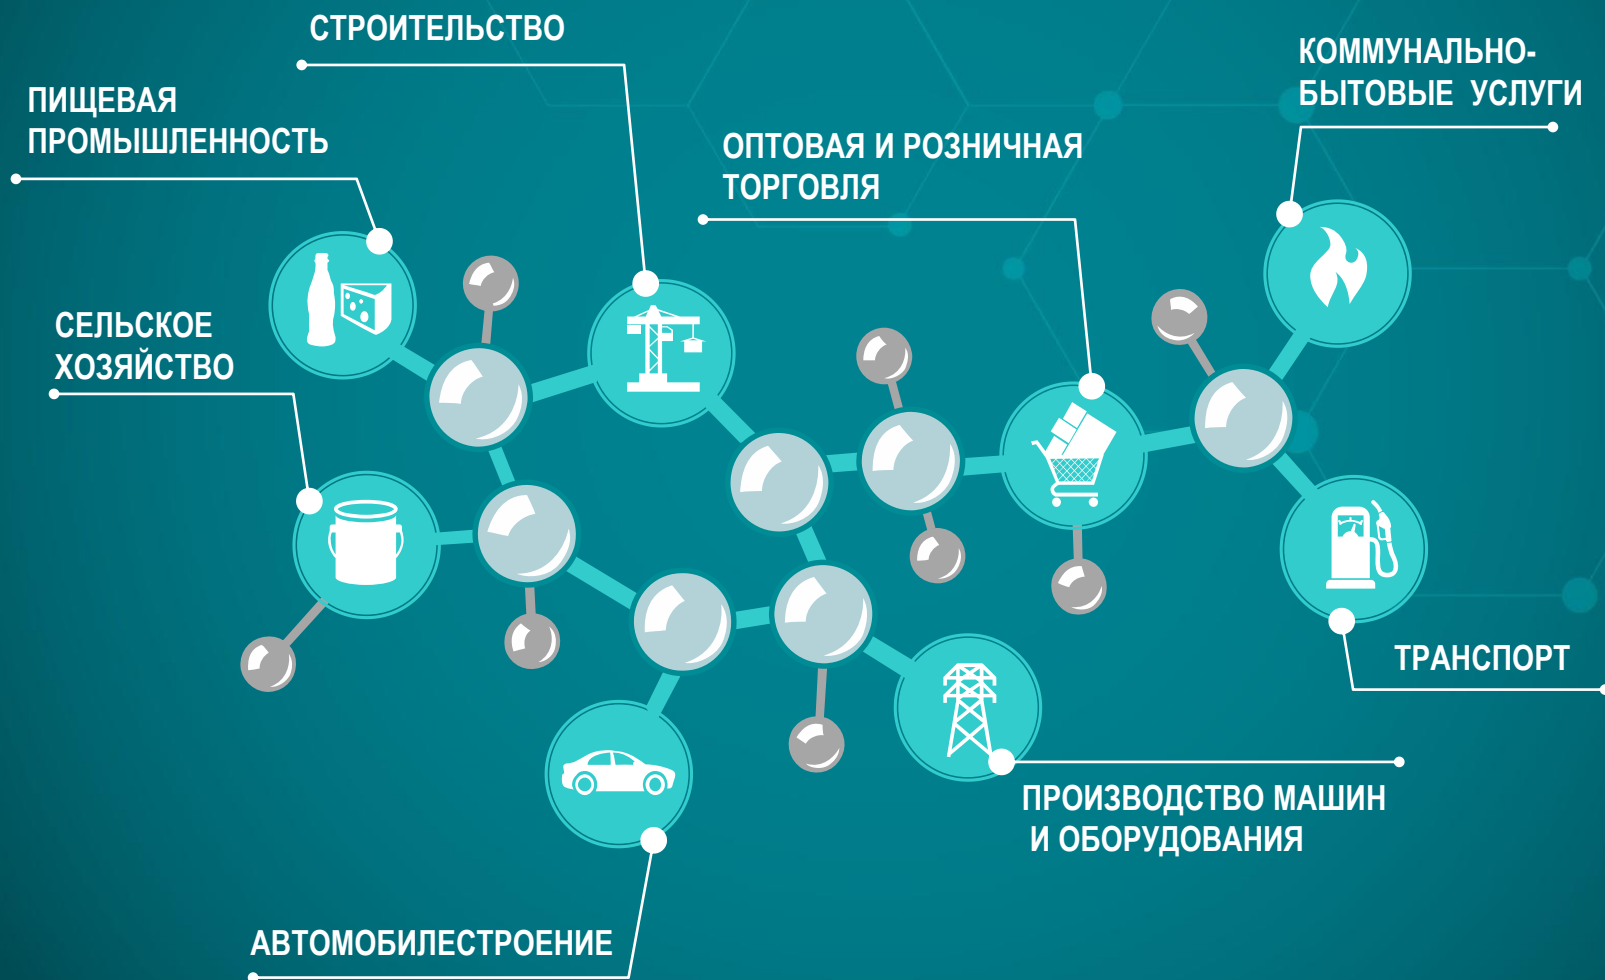 СТРОИТЕЛЬСТВО
КОММУНАЛЬНО-
БЫТОВЫЕ УСЛУГИ
ПИЩЕВАЯ
ПРОМЫШЛЕННОСТЬ
ОПТОВАЯ И РОЗНИЧНАЯ
ТОРГОВЛЯ
СЕЛЬСКОЕ
ХОЗЯЙСТВО
ТРАНСПОРТ
ПРОИЗВОДСТВО МАШИН
И ОБОРУДОВАНИЯ
АВТОМОБИЛЕСТРОЕНИЕ